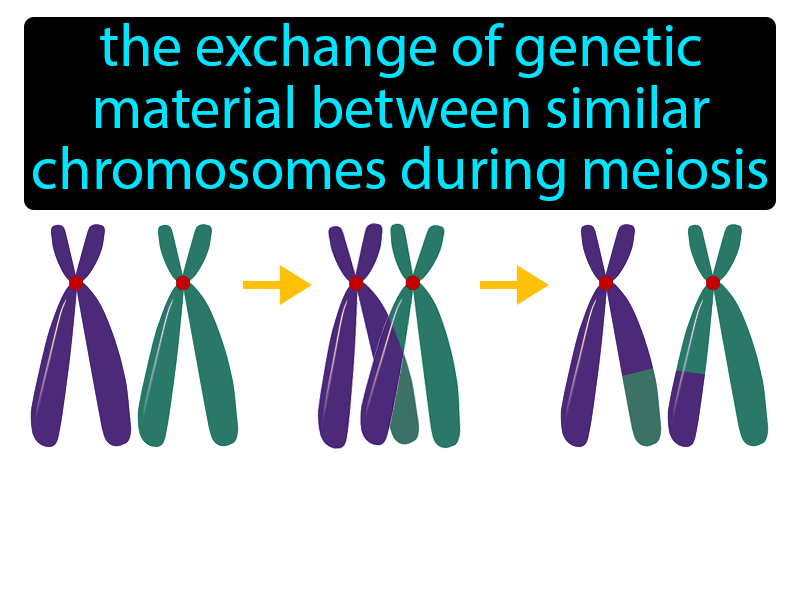 the exchange of genetic
material between similar
chromosomes during meiosis